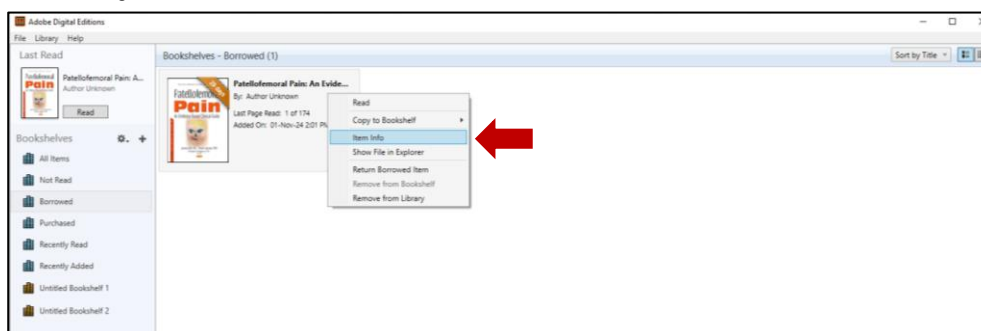 Adobe Digital Editions
File Library Help
Last Read
Patellofemoral Pain: A...
Author Unknown
Read
Bookshelves
All Items
Not Read
Borrowed
Purchased
Recently Read
Recently Added
Untitled Bookshelf 1
Untitled Bookshelf 2
Bookshelves - Borrowed (1)
Sort by Title
Patellofemoral
Pain
Patellofemoral Pain: An Evide...
By: Author Unknown
Last Page Read: 1 of 174
Added On: 01-Nov-24 2:01 PM
Read
Copy to Bookshelf
Item Info
Show File in Explorer
Return Borrowed Item
Remove from Bookshelf
Remove from Library